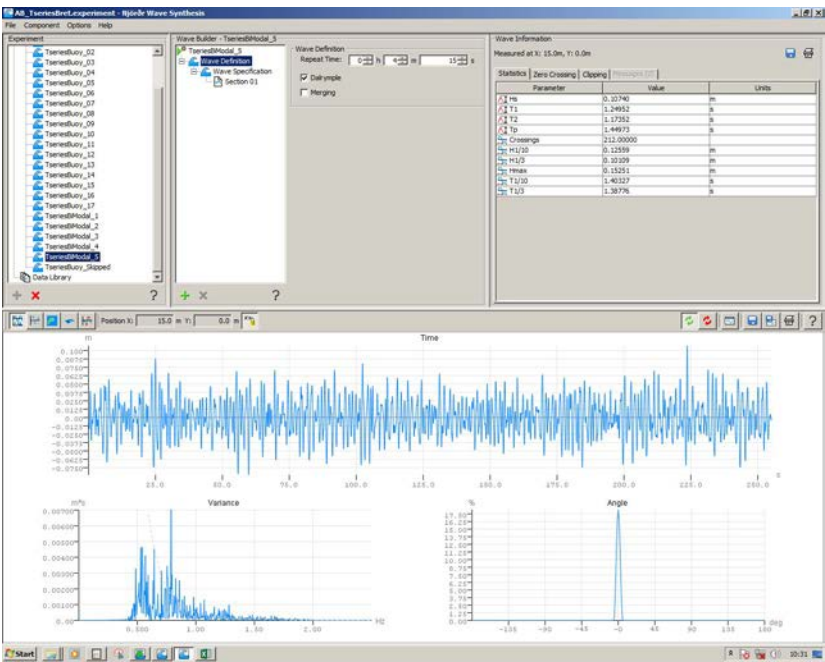 AB_TseriesBret.experiment - Njörðr Wave Synthesis
File Component Options Help
Experiment
TseriesBuoy_02
TseriesBuoy_03
TseriesBuoy_04
TseriesBuoy_05
TseriesBuoy_06
TseriesBuoy_07
TseriesBuoy_08
TseriesBuoy_09
TseriesBuoy_10
TseriesBuoy_11
TseriesBuoy_12
TseriesBuoy_13
TseriesBuoy_14
TseriesBuoy_15
TseriesBuoy_16
TseriesBuoy_17
TseriesBiModal_1
TseriesBiModal_2
TseriesBiModal_3
TseriesBiModal_4
TseriesBiModal_5
TseriesBuoy_Skipped
Data Library
Wave Builder - TseriesBiModal_5
TseriesBiModal_5
Wave Definition
Wave Specification
Section 01
Wave Definition
Repeat Time: 0 h 4 m 15 s
Dalrymple
Merging
Wave Information
Measured at X: 15.0m, Y: 0.0m
Statistics Zero Crossing Clipping
Parameter Value Units
Hs 0.10740 m
T1 1.24952 s
T2 1.17352 s
Tp 1.44973 s
Crossings 212.00000
H1/10 0.12559 m
H1/3 0.10109 m
Hmax 0.15251 m
T1/10 1.40327 s
T1/3 1.38776 s
Position X: 15.0 m Y: 0.0 m
Time
m
0.100
0.0875
0.0750
0.0625
0.0500
0.0375
0.0250
0.0125
0.00
-0.0125
-0.0250
-0.0375
-0.0500
-0.0625
-0.0750
25.0 50.0 75.0 100.0 125.0 150.0 175.0 200.0 225.0 250.0 s
Variance
m²s
0.00700
0.00600
0.00500
0.00400
0.00300
0.00200
0.00100
0.00
0.500 1.00 1.50 2.00 Hz
Angle
%
17.50
16.25
15.00
13.75
12.50
11.25
10.00
8.75
7.50
6.25
5.00
3.75
2.50
1.25
0.00
-135 -90 -45 -0 45 90 135 180 deg
Start
10:31